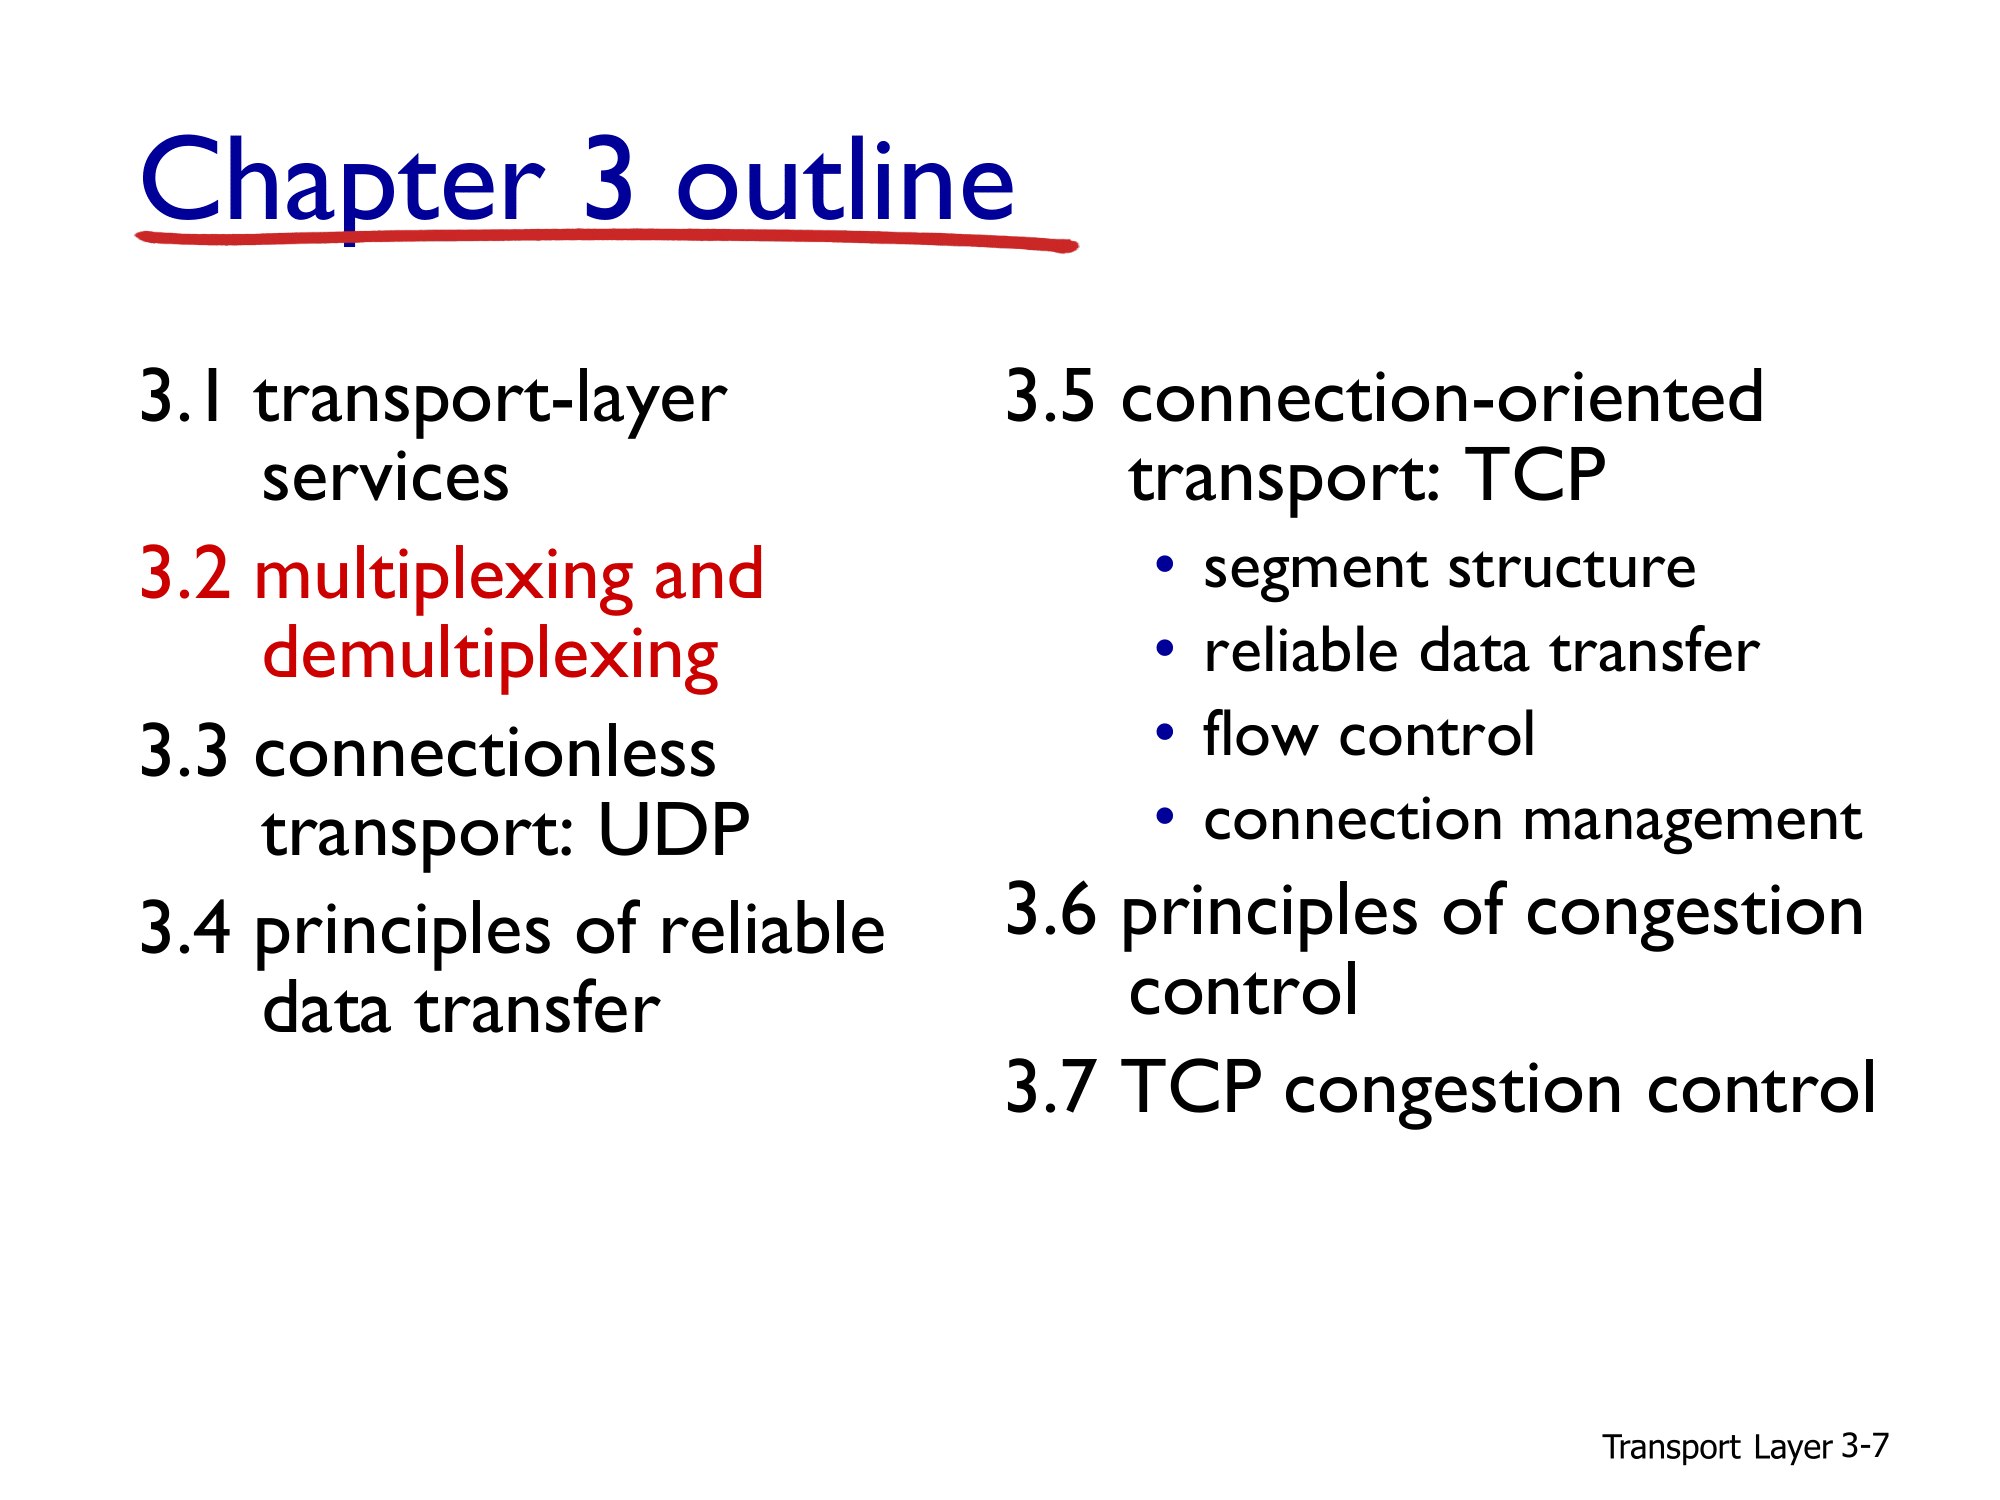 Chapter 3 outline
3.1 transport-layer
services
3.2 multiplexing and
demultiplexing
3.3 connectionless
transport: UDP
3.4 principles of reliable
data transfer
3.5 connection-oriented
transport: TCP
• segment structure
• reliable data transfer
• flow control
• connection management
3.6 principles of congestion
control
3.7 TCP congestion control
Transport Layer 3-7